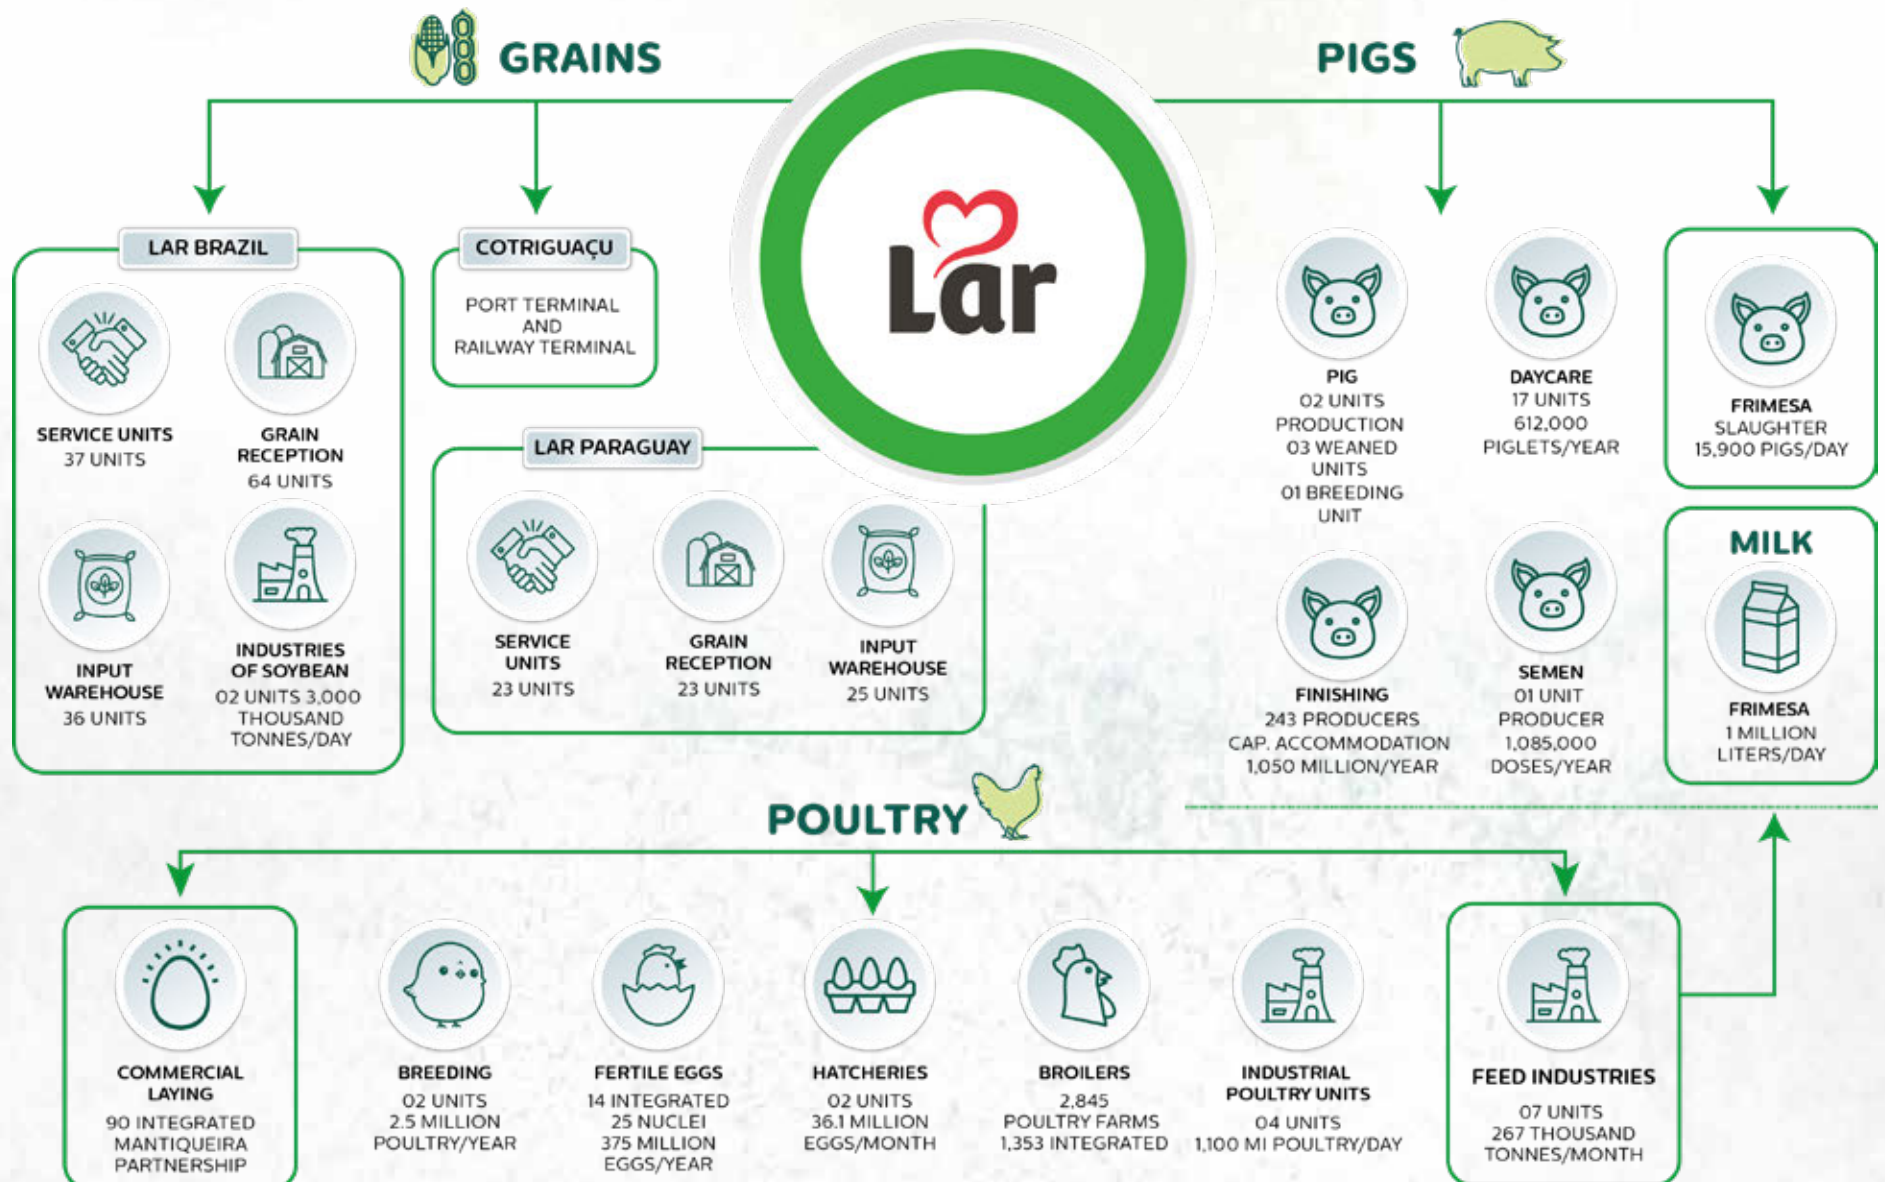 GRAINS
PIGS
Lar
LAR BRAZIL
SERVICE UNITS
37 UNITS
GRAIN
RECEPTION
64 UNITS
INPUT
WAREHOUSE
36 UNITS
INDUSTRIES
OF SOYBEAN
02 UNITS 3,000
THOUSAND
TONNES/DAY
COTRIGUAÇU
PORT TERMINAL
AND
RAILWAY TERMINAL
LAR PARAGUAY
SERVICE
UNITS
23 UNITS
GRAIN
RECEPTION
23 UNITS
INPUT
WAREHOUSE
25 UNITS
PIG
02 UNITS
PRODUCTION
03 WEANED
UNITS
01 BREEDING
UNIT
DAYCARE
17 UNITS
612,000
PIGLETS/YEAR
FRIMESA
SLAUGHTER
15,900 PIGS/DAY
FINISHING
243 PRODUCERS
CAP. ACCOMMODATION
1,050 MILLION/YEAR
SEMEN
01 UNIT
PRODUCER
1,085,000
DOSES/YEAR
MILK
FRIMESA
1 MILLION
LITERS/DAY
POULTRY
COMMERCIAL
LAYING
90 INTEGRATED
MANTIQUEIRA
PARTNERSHIP
BREEDING
02 UNITS
2.5 MILLION
POULTRY/YEAR
FERTILE EGGS
14 INTEGRATED
25 NUCLEI
375 MILLION
EGGS/YEAR
HATCHERIES
02 UNITS
36.1 MILLION
EGGS/MONTH
BROILERS
2,845
POULTRY FARMS
1,353 INTEGRATED
INDUSTRIAL
POULTRY UNITS
04 UNITS
1,100 MI POULTRY/DAY
FEED INDUSTRIES
07 UNITS
267 THOUSAND
TONNES/MONTH